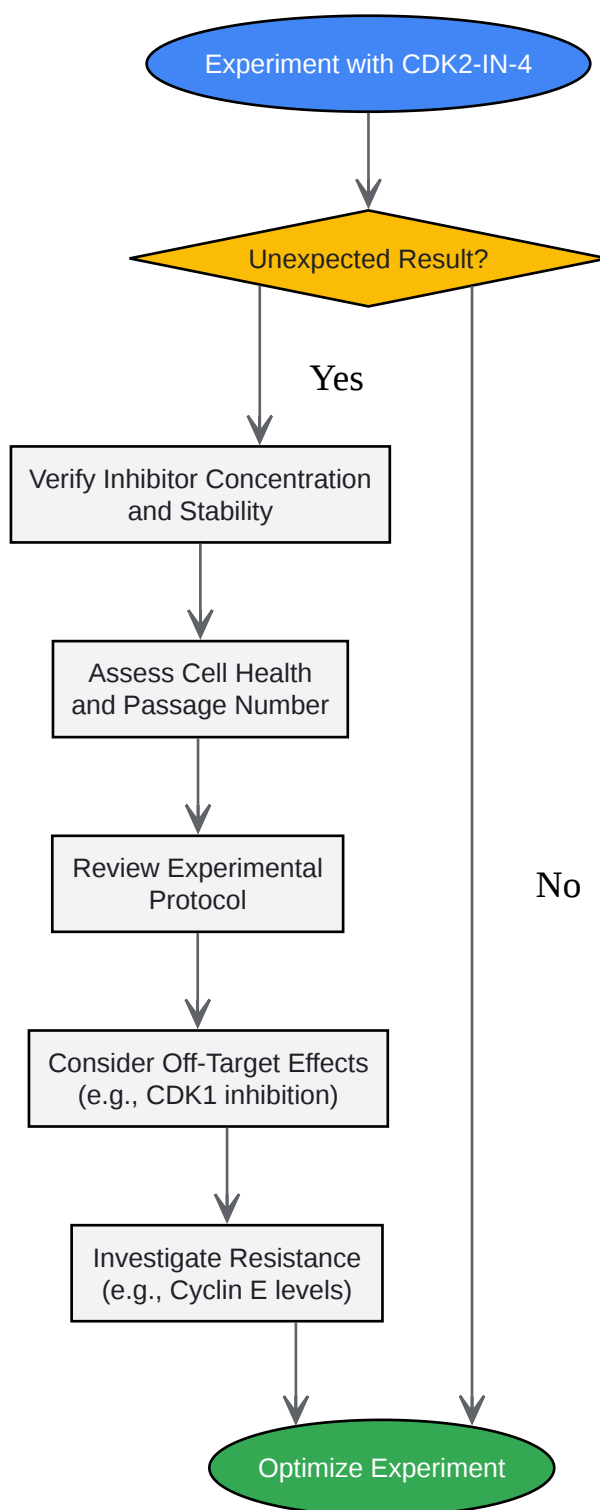 Experiment with CDK2-IN-4
Unexpected Result?
Yes
Verify Inhibitor Concentration
and Stability
Assess Cell Health
and Passage Number
Review Experimental
Protocol
No
Consider Off-Target Effects
(e.g., CDK1 inhibition)
Investigate Resistance
(e.g., Cyclin E levels)
Optimize Experiment